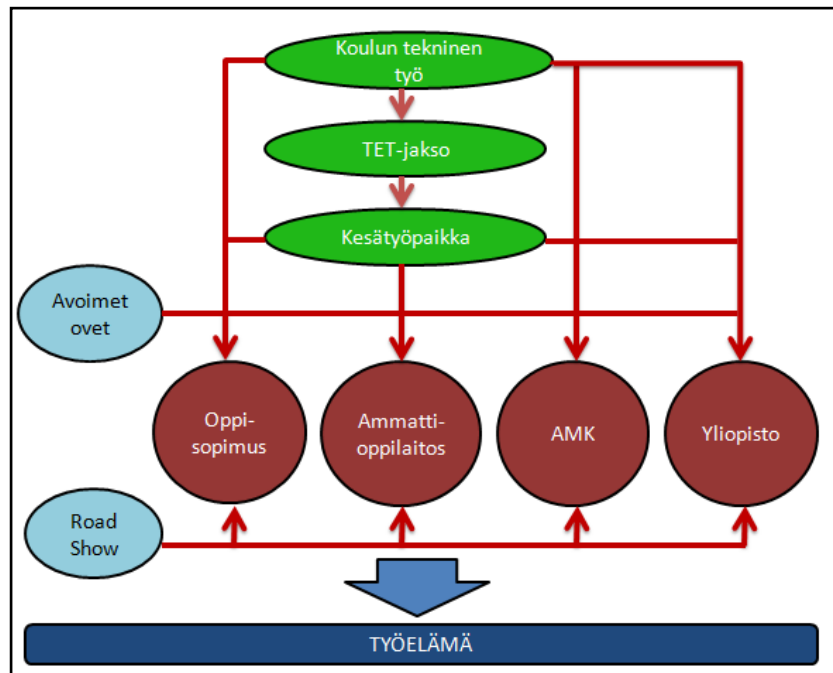 Koulun tekninen
työ
TET-jakso
Kesätyöpaikka
Avoimet
ovet
Oppi-
sopimus
Ammatti-
oppilaitos
AMK
Yliopisto
Road
Show
TYÖELÄMÄ